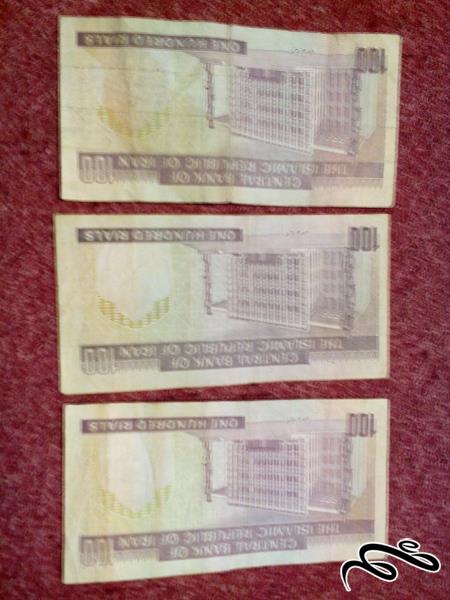 CENTRAL BANK OF
THE ISLAMIC REPUBLIC OF IRAN 100
100 ONE HUNDRED RIALS
CENTRAL BANK OF
THE ISLAMIC REPUBLIC OF IRAN 100
100 ONE HUNDRED RIALS
CENTRAL BANK OF
THE ISLAMIC REPUBLIC OF IRAN 100
100 ONE HUNDRED RIALS